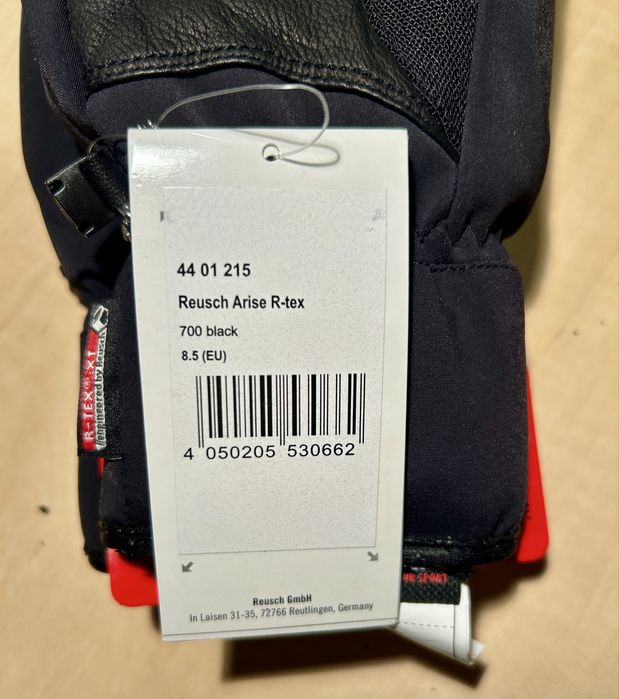 44 01 215
Reusch Arise R-tex
700 black
8.5 (EU)
4 050205 530662
Reusch GmbH
In Laisen 31-35, 72766 Reutlingen, Germany
R-TEX® XT
#engineered by Reusch
SPORT